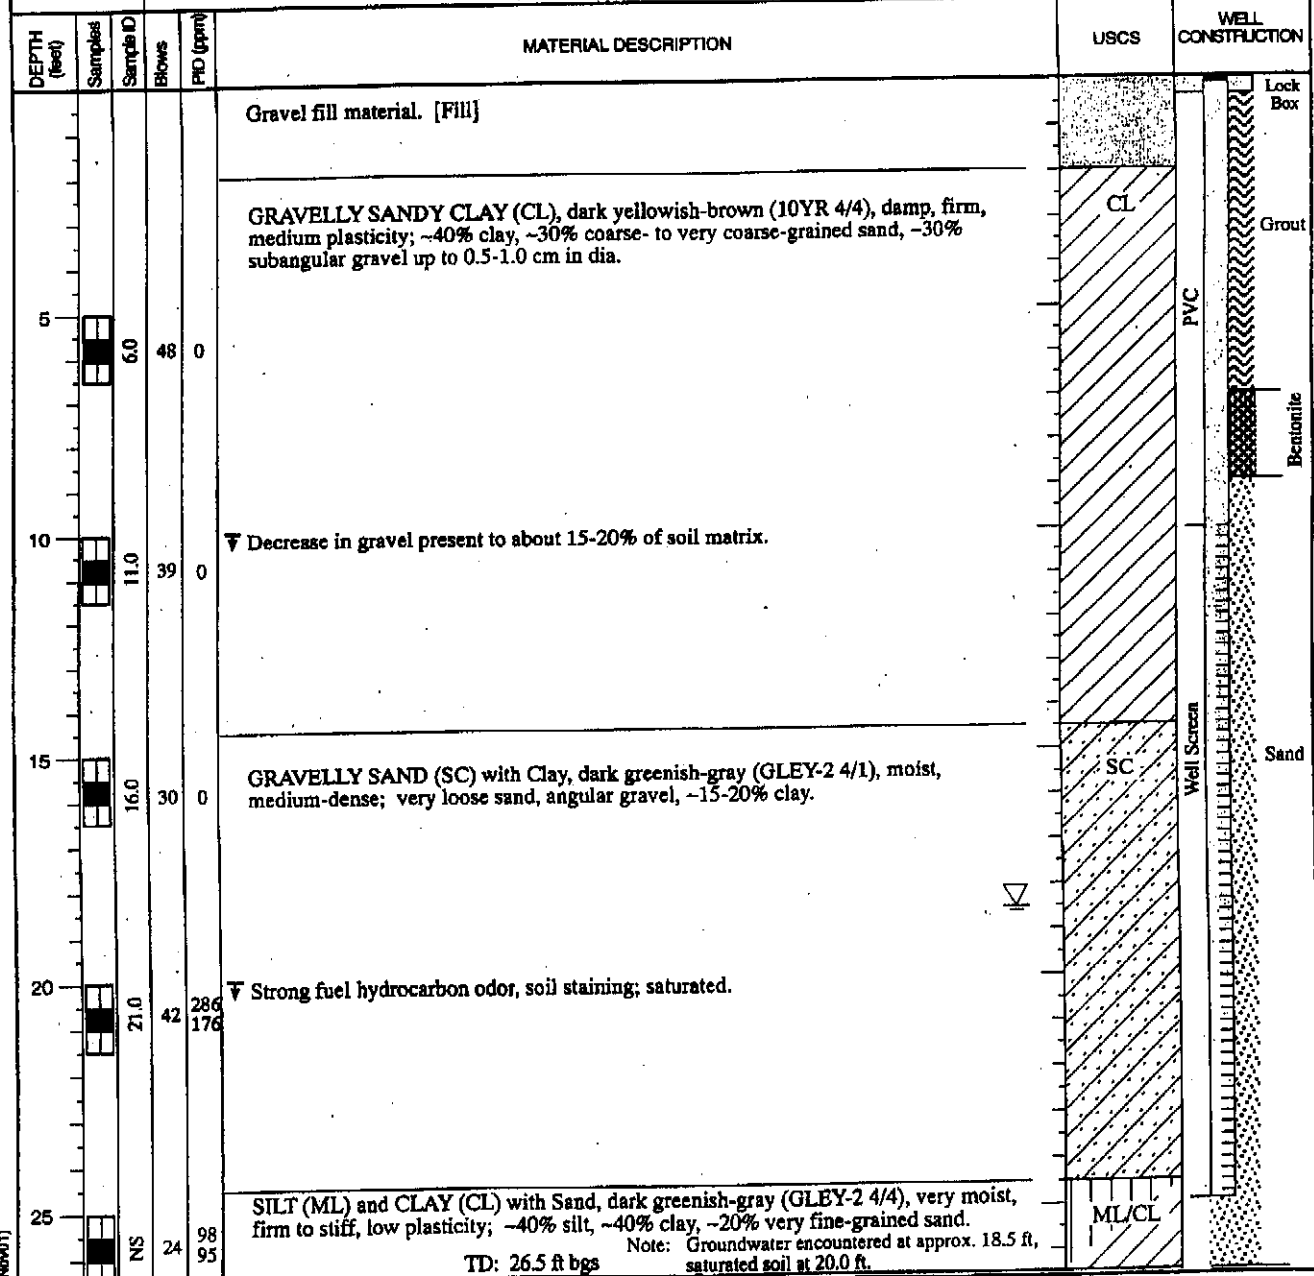 DEPTH (feet) Samples Sample ID Blows PID (ppm) MATERIAL DESCRIPTION USCS WELL CONSTRUCTION
Lock Box
Gravel fill material. [Fill]
CL
GRAVELLY SANDY CLAY (CL), dark yellowish-brown (10YR 4/4), damp, firm,
medium plasticity; ~40% clay, ~30% coarse- to very coarse-grained sand, ~30%
subangular gravel up to 0.5-1.0 cm in dia.
Grout
PVC
5 6.0 48 0
Bentonite
10 11.0 39 0
Decrease in gravel present to about 15-20% of soil matrix.
Well Screen
Sand
15 16.0 30 0
SC
GRAVELLY SAND (SC) with Clay, dark greenish-gray (GLEY-2 4/1), moist,
medium-dense; very loose sand, angular gravel, ~15-20% clay.
20 21.0 42 286 176
Strong fuel hydrocarbon odor, soil staining; saturated.
SILT (ML) and CLAY (CL) with Sand, dark greenish-gray (GLEY-2 4/4), very moist,
firm to stiff, low plasticity; ~40% silt, ~40% clay, ~20% very fine-grained sand.
ML/CL
25 NS 24 98 95
Note: Groundwater encountered at approx. 18.5 ft,
TD: 26.5 ft bgs saturated soil at 20.0 ft.